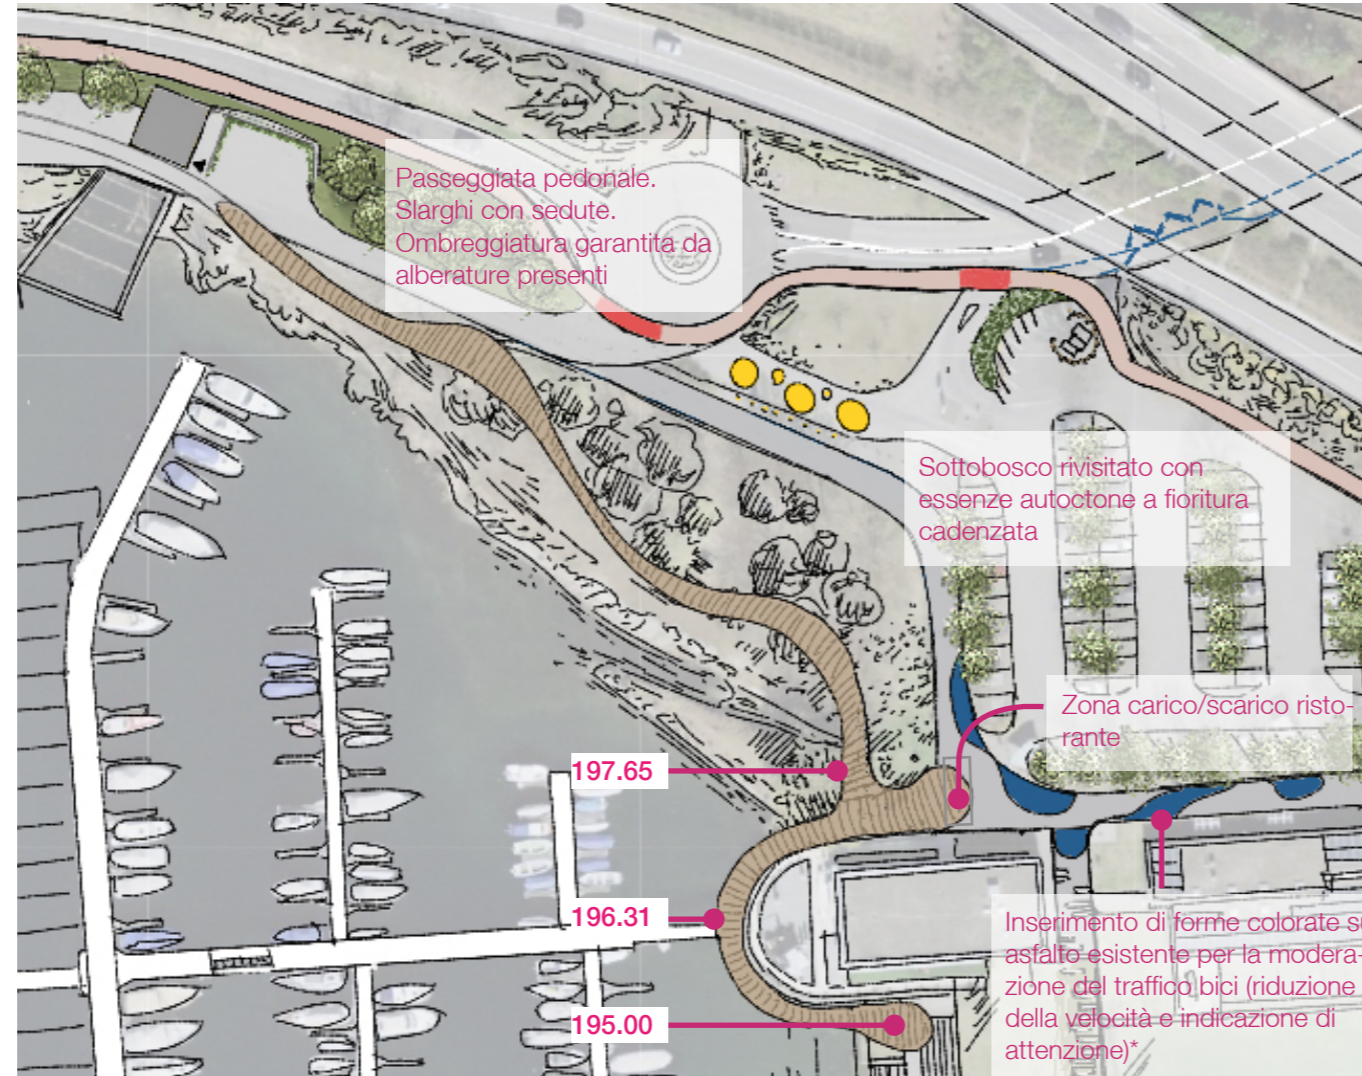 Passeggiata pedonale.
Slarghi con sedute.
Ombreggiatura garantita da
alberature presenti
Sottobosco rivisitato con
essenze autoctone a fioritura
cadenzata
Zona carico/scarico risto-
rante
197.65
196.31
195.00
Inserimento di forme colorate su
asfalto esistente per la modera-
zione del traffico bici (riduzione
della velocità e indicazione di
attenzione)*